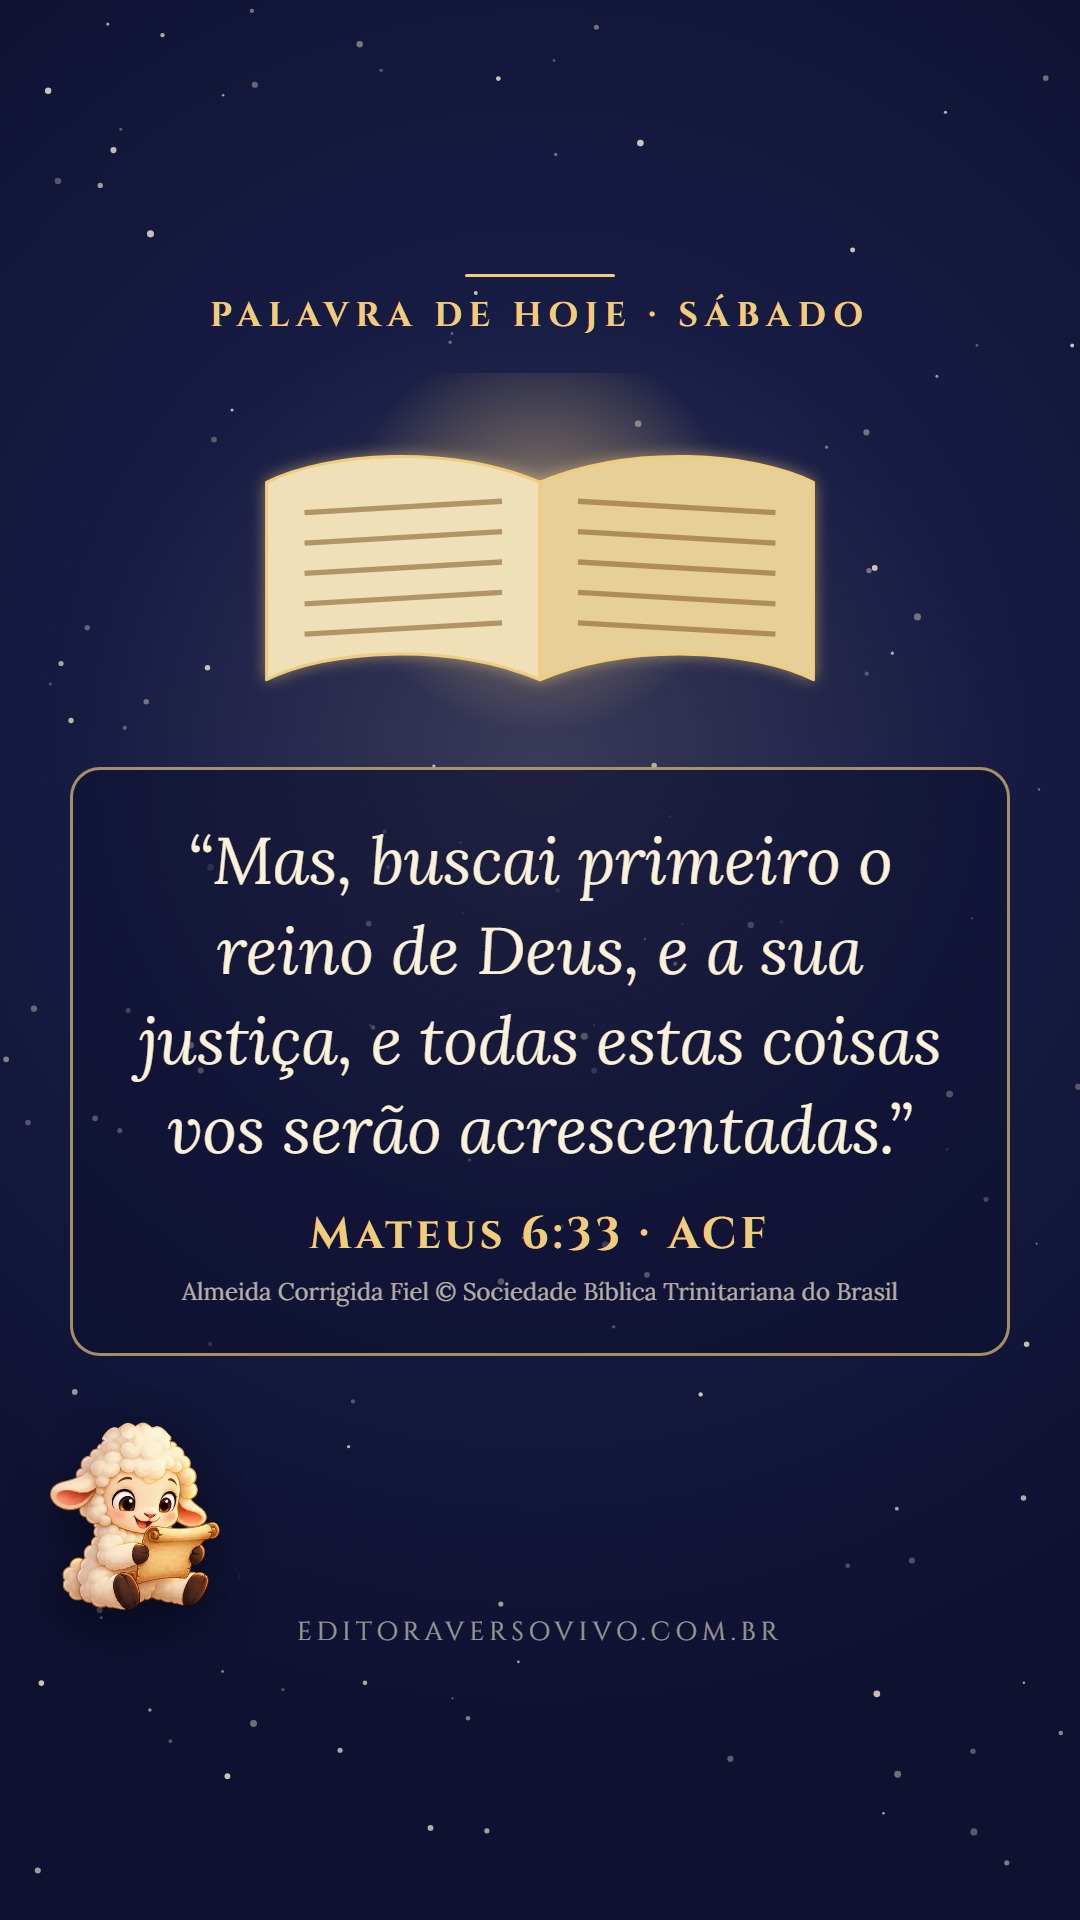 PALAVRA DE HOJE · SÁBADO
“Mas, buscai primeiro o
reino de Deus, e a sua
justiça, e todas estas coisas
vos serão acrescentadas.”
Mateus 6:33 · ACF
Almeida Corrigida Fiel © Sociedade Bíblica Trinitariana do Brasil
EDITORAVERSOVIVO.COM.BR